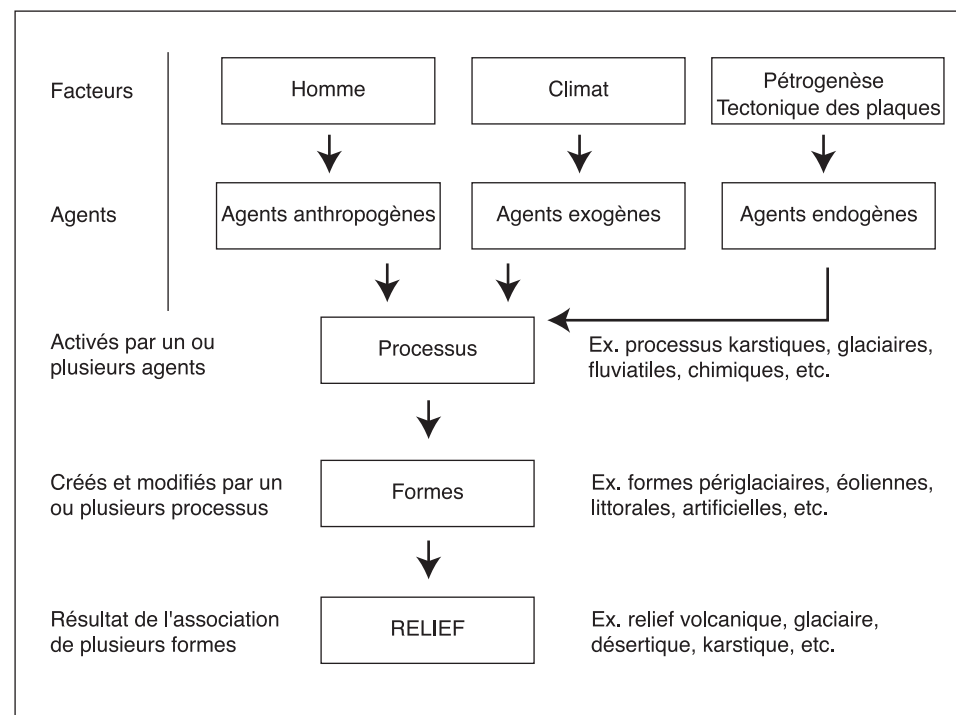 Facteurs
Homme
Climat
Pétrogenèse
Tectonique des plaques
Agents
Agents anthropogènes
Agents exogènes
Agents endogènes
Activés par un ou
plusieurs agents
Processus
Ex. processus karstiques, glaciaires,
fluviatiles, chimiques, etc.
Créés et modifiés par un
ou plusieurs processus
Formes
Ex. formes périglaciaires, éoliennes,
littorales, artificielles, etc.
Résultat de l'association
de plusieurs formes
RELIEF
Ex. relief volcanique, glaciaire,
désertique, karstique, etc.